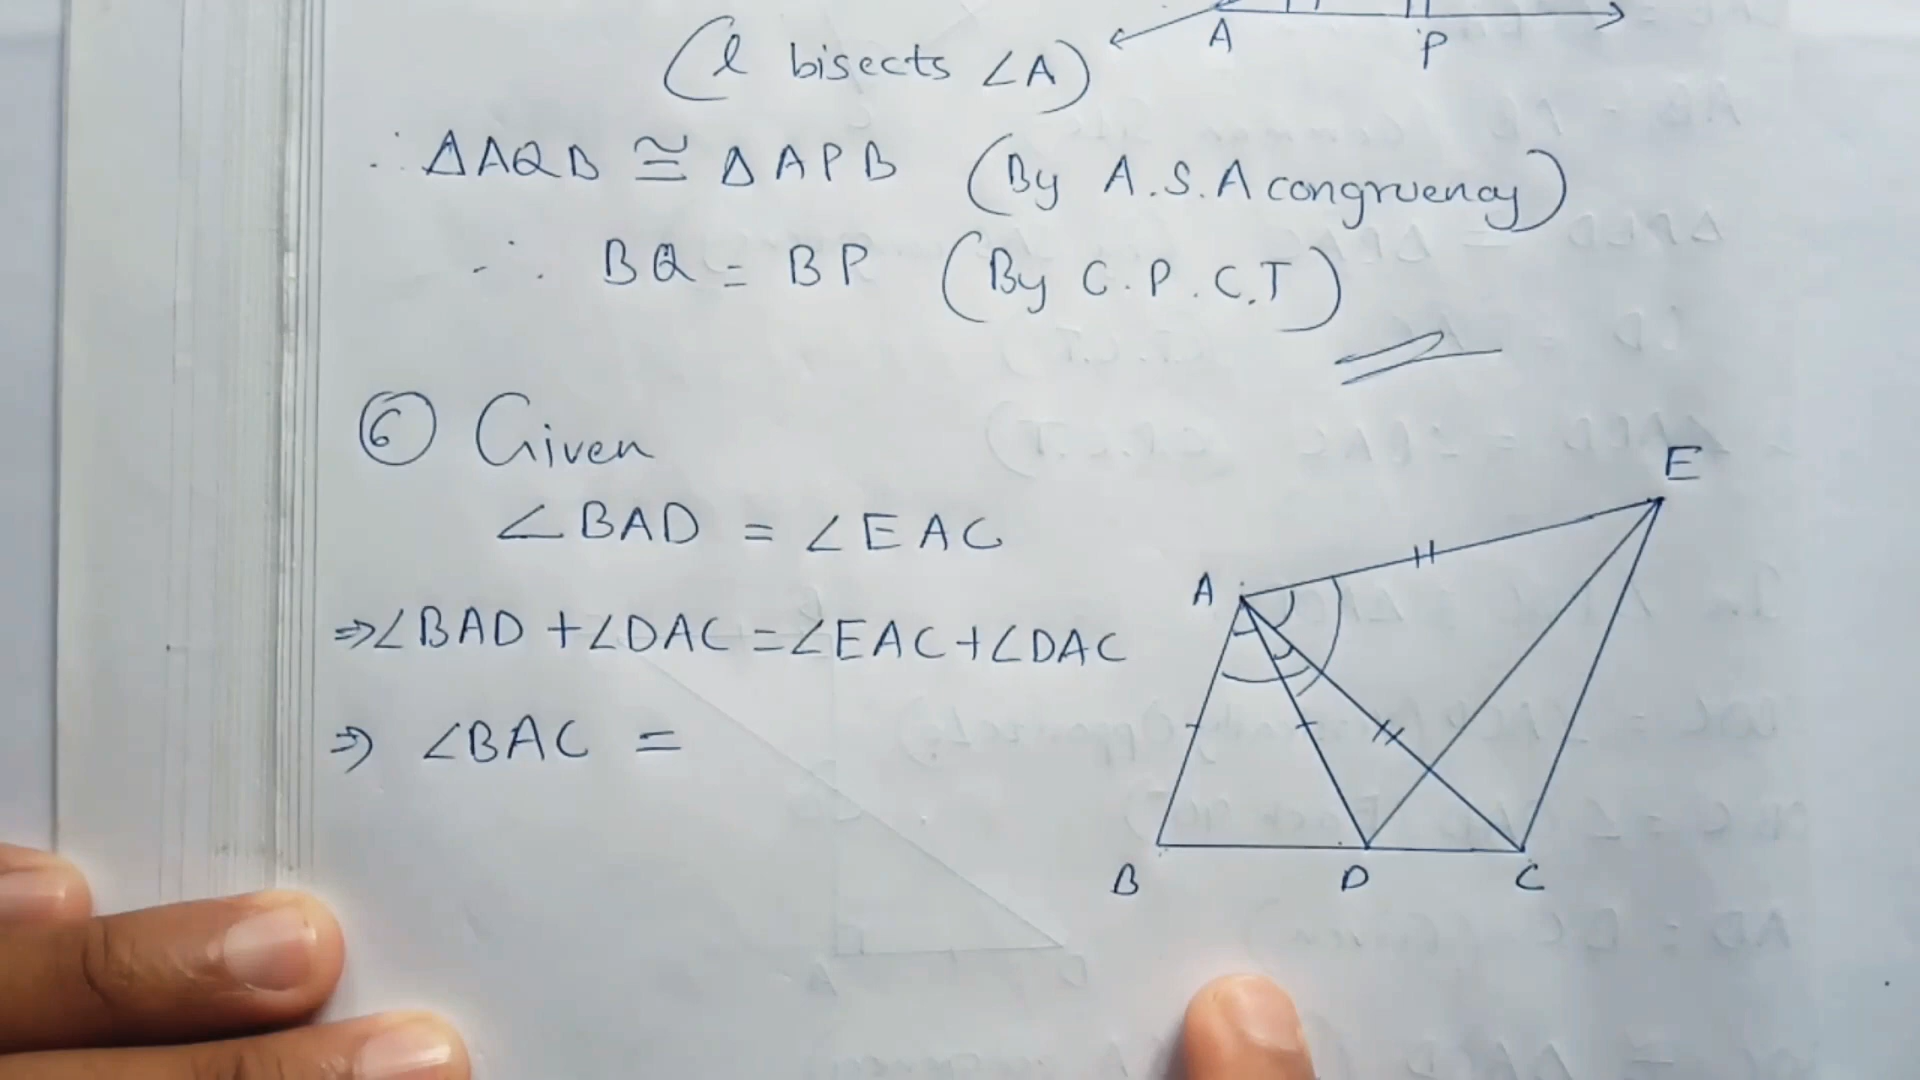 A P
(l bisects ∠A)
∴ ΔAQB ≅ ΔAPB (By A.S.A congruency)
∴ BQ = BP (By C.P.C.T)
⑥ Given
∠BAD = ∠EAC
⇒∠BAD +∠DAC =∠EAC+∠DAC
⇒ ∠BAC =
E
A
B D C